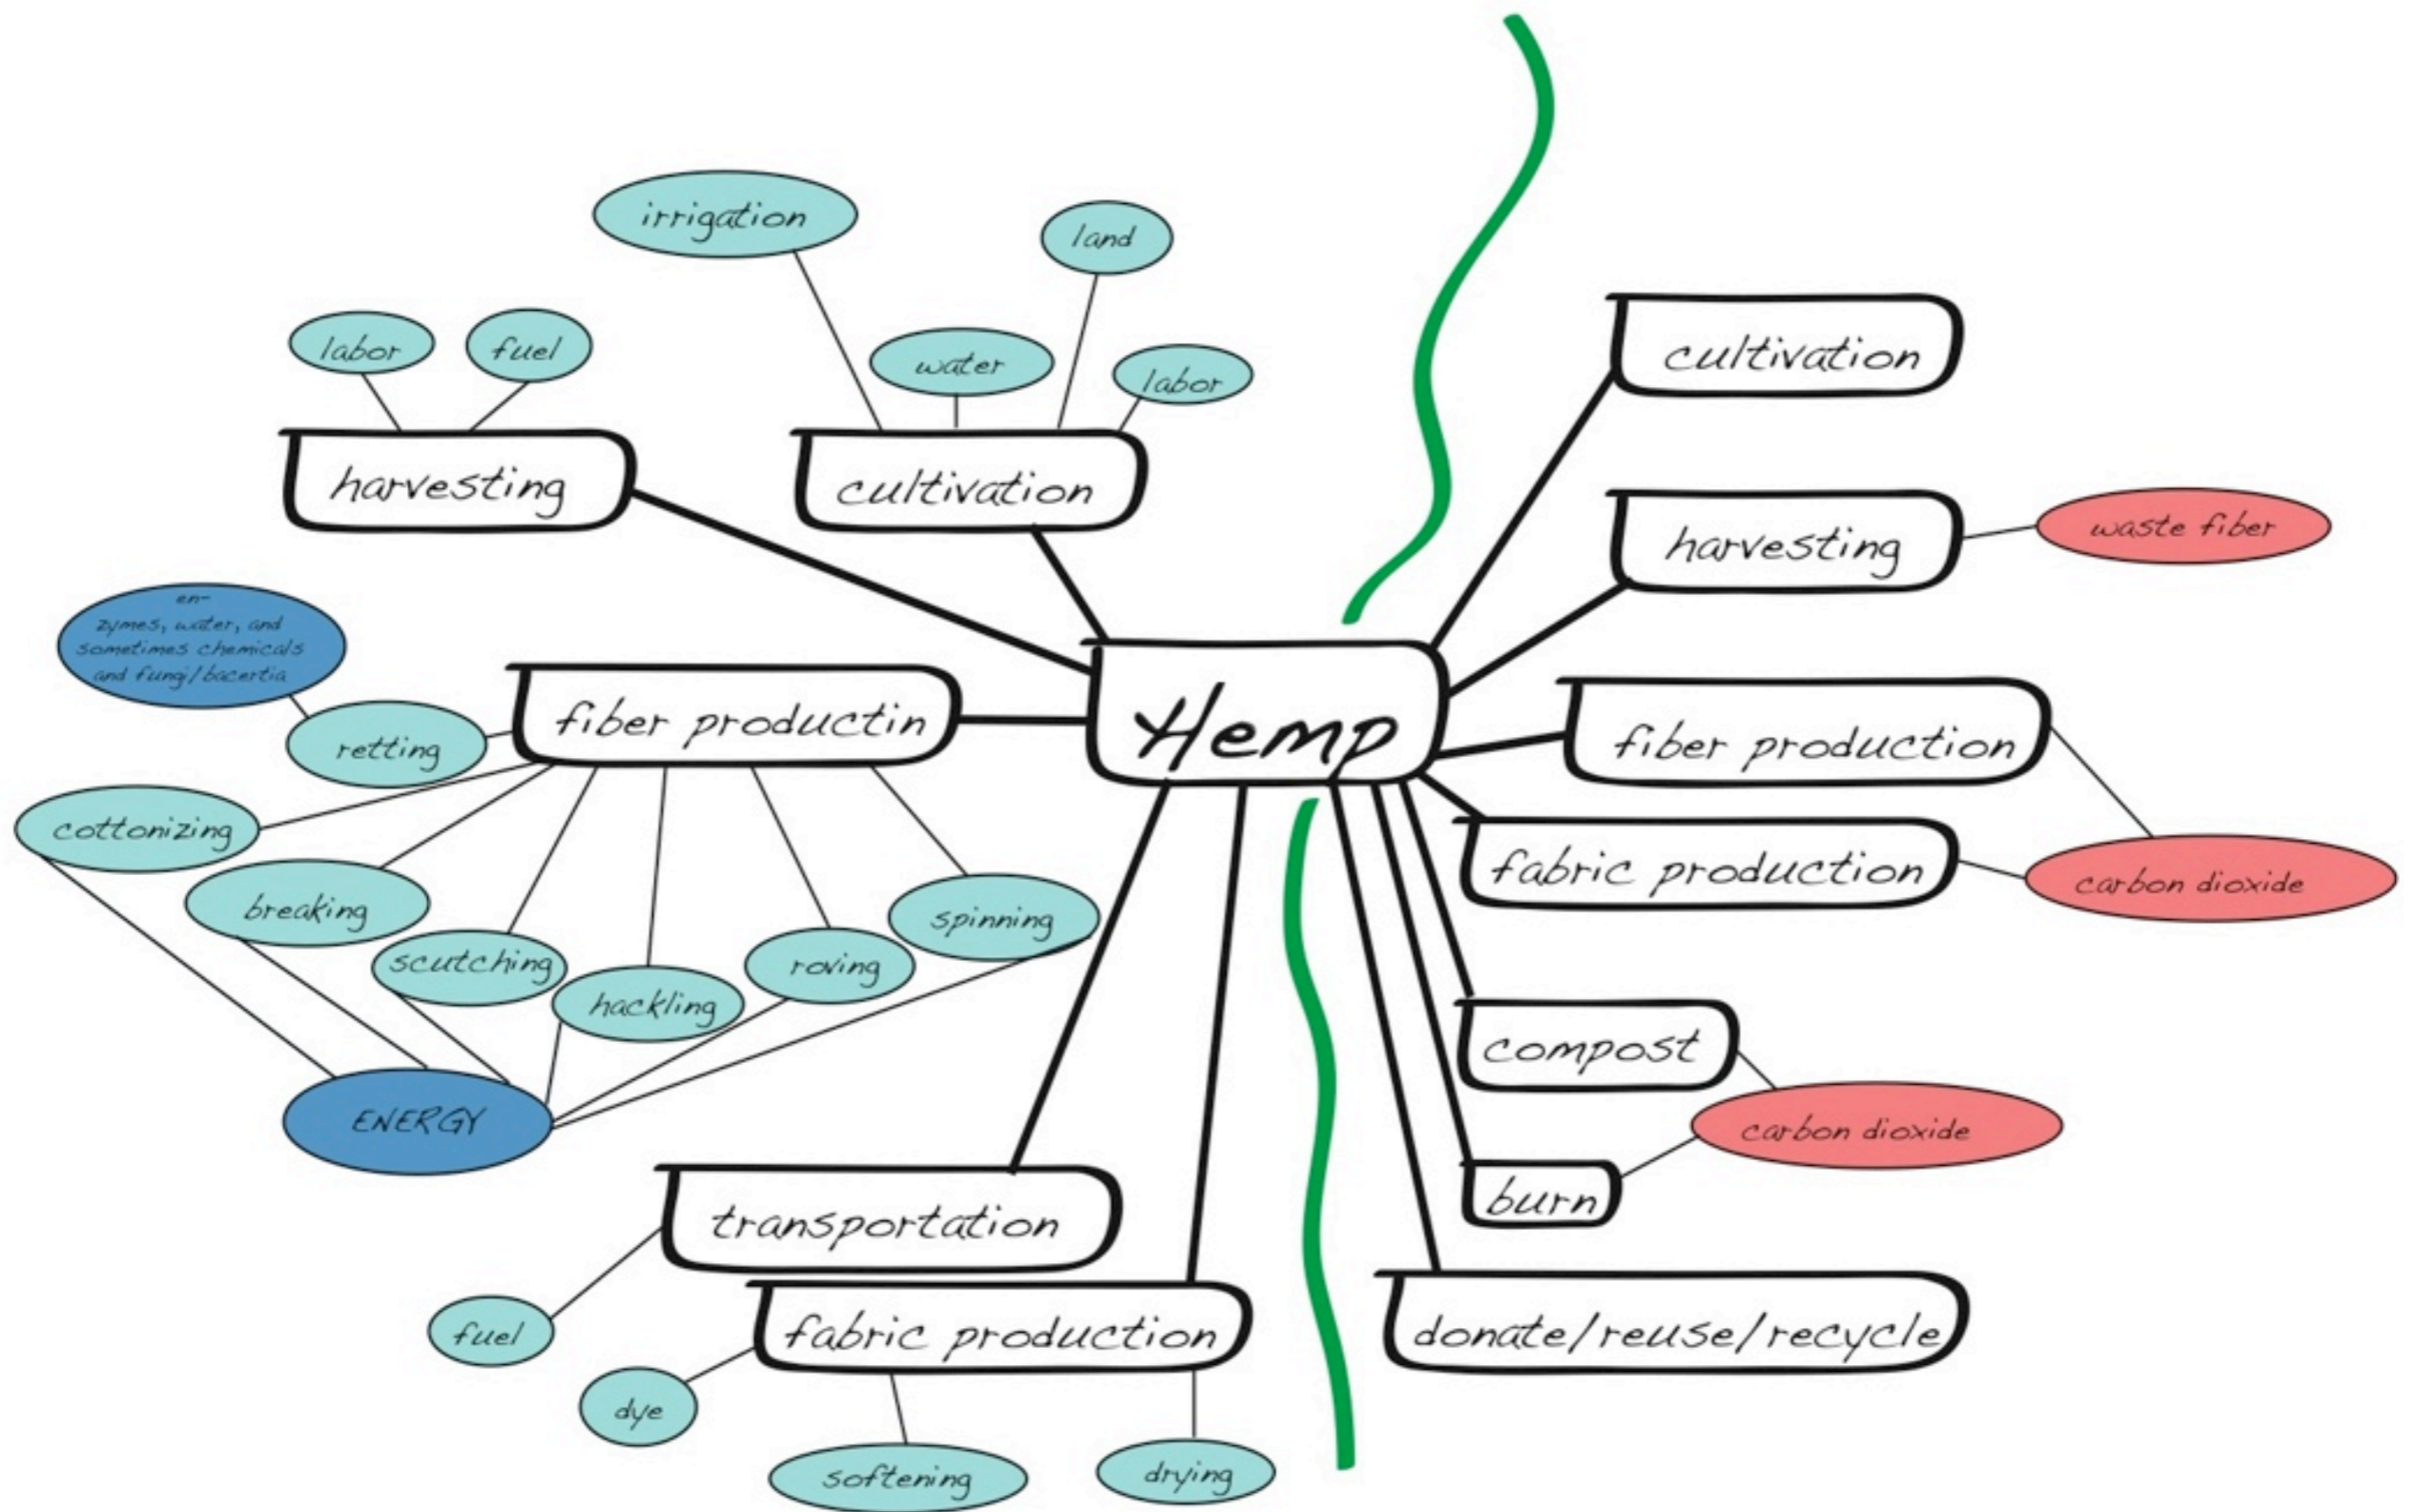 irrigation
land
labor
fuel
water
labor
harvesting
cultivation
en-
zymes, water, and
sometimes chemicals
and fungi/bacertia
retting
fiber productin
cottonizing
breaking
scutching
hackling
roving
spinning
ENERGY
transportation
fuel
fabric production
dye
softening
drying
Hemp
cultivation
harvesting
waste fiber
fiber production
fabric production
carbon dioxide
compost
carbon dioxide
burn
donate/reuse/recycle